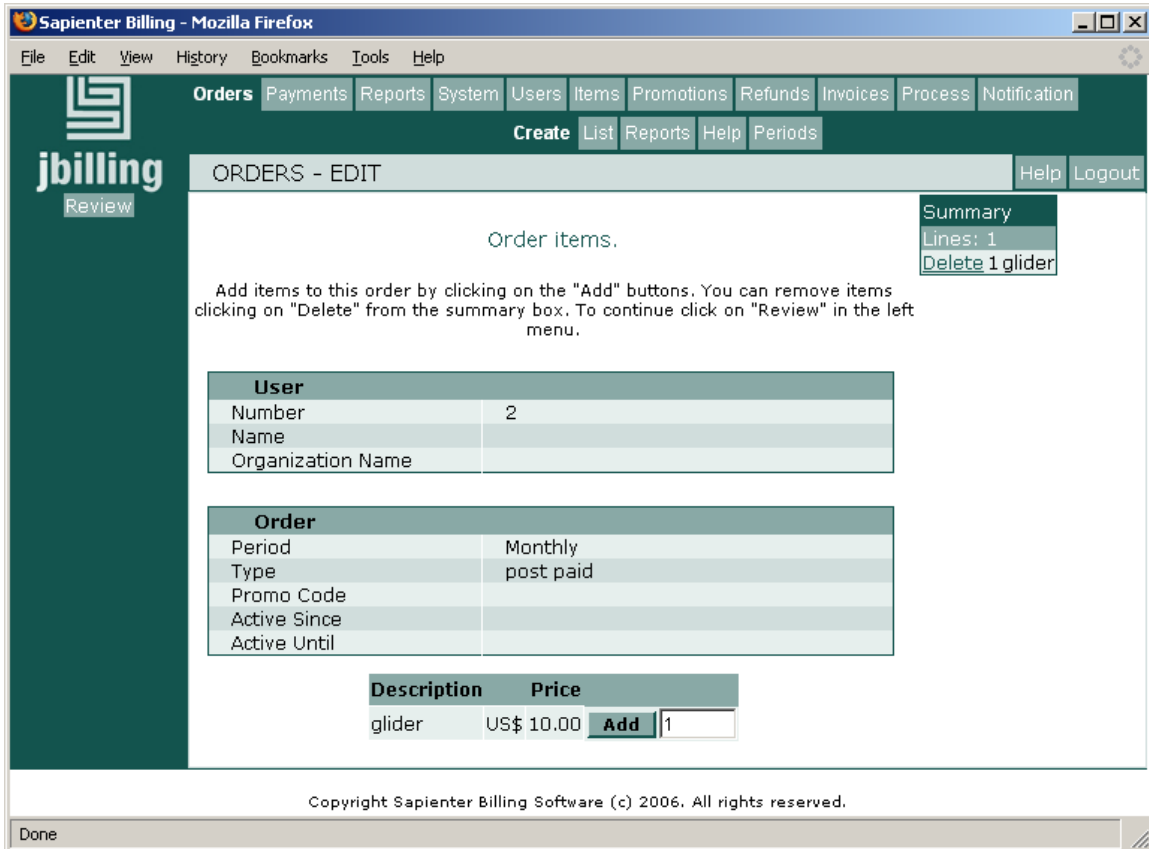 Sapienter Billing - Mozilla Firefox
File Edit View History Bookmarks Tools Help
Orders Payments Reports System Users Items Promotions Refunds Invoices Process Notification
Create List Reports Help Periods
jbilling
ORDERS - EDIT
Help Logout
Review
Summary
Lines: 1
Delete 1 glider
Order items.
Add items to this order by clicking on the "Add" buttons. You can remove items
clicking on "Delete" from the summary box. To continue click on "Review" in the left
menu.
User
Number 2
Name
Organization Name
Order
Period Monthly
Type post paid
Promo Code
Active Since
Active Until
Description Price
glider US$ 10.00 Add 1
Copyright Sapienter Billing Software (c) 2006. All rights reserved.
Done